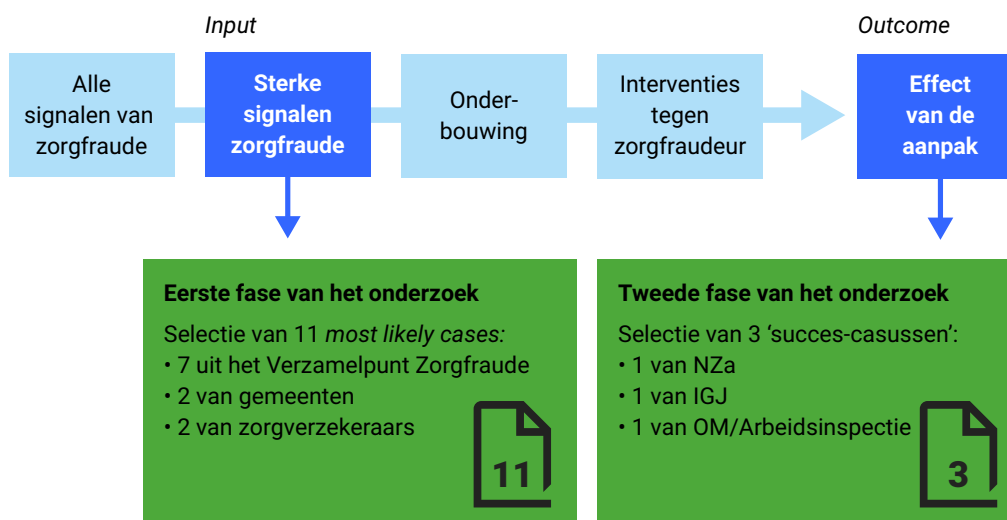 Input
Outcome
Alle
signalen van
zorgfraude
Sterke
signalen
zorgfraude
Onder-
bouwing
Interventies
tegen
zorgfraudeur
Effect
van de
aanpak
Eerste fase van het onderzoek
Selectie van 11 most likely cases:
• 7 uit het Verzamelpunt Zorgfraude
• 2 van gemeenten
• 2 van zorgverzekeraars
11
Tweede fase van het onderzoek
Selectie van 3 ‘succes-casussen’:
• 1 van NZa
• 1 van IGJ
• 1 van OM/Arbeidsinspectie
3